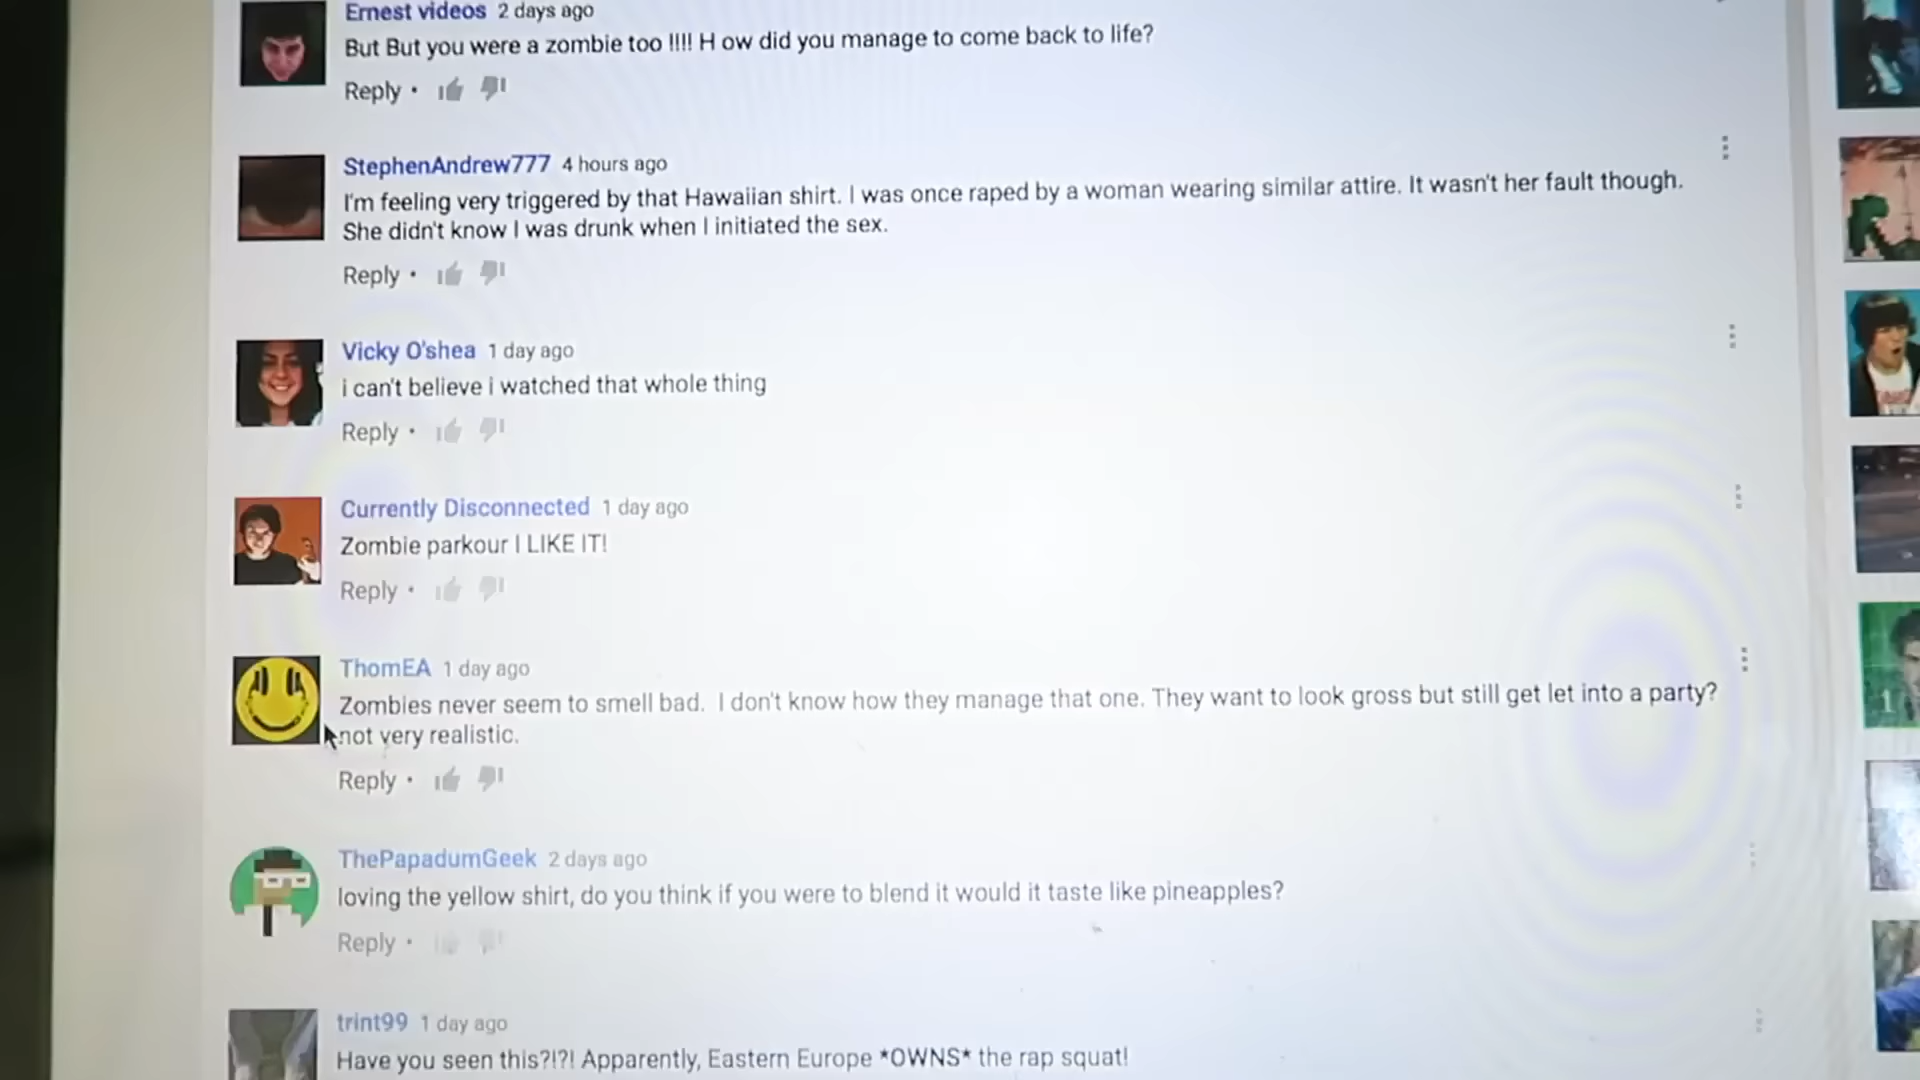 Ernest videos 2 days ago
But But you were a zombie too !!!! H ow did you manage to come back to life?
Reply •
StephenAndrew777 4 hours ago
I'm feeling very triggered by that Hawaiian shirt. I was once raped by a woman wearing similar attire. It wasn't her fault though.
She didn't know I was drunk when I initiated the sex.
Reply •
Vicky O'shea 1 day ago
i can't believe i watched that whole thing
Reply •
Currently Disconnected 1 day ago
Zombie parkour I LIKE IT!
Reply •
ThomEA 1 day ago
Zombies never seem to smell bad.  I don't know how they manage that one. They want to look gross but still get let into a party?
not very realistic.
Reply •
ThePapadumGeek 2 days ago
loving the yellow shirt, do you think if you were to blend it would it taste like pineapples?
Reply •
trint99 1 day ago
Have you seen this?!?! Apparently, Eastern Europe *OWNS* the rap squat!